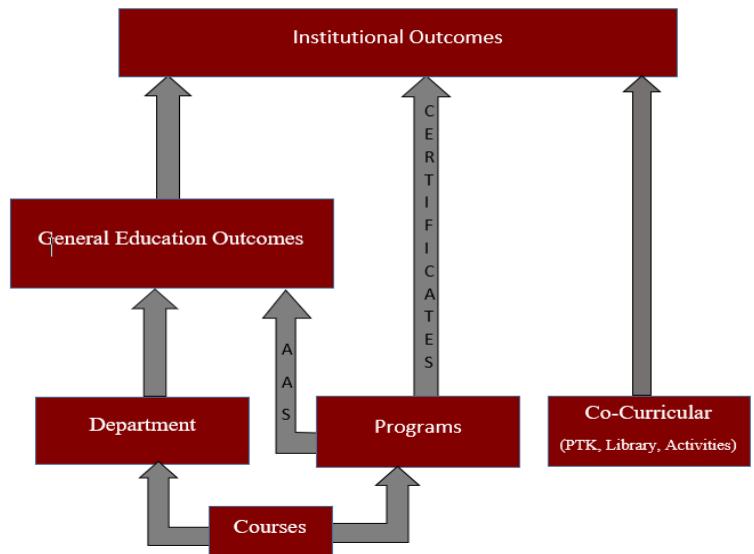 Institutional Outcomes
CERTIFICATES
General Education Outcomes
AAS
Department
Programs
Co-Curricular
(PTK, Library, Activities)
Courses